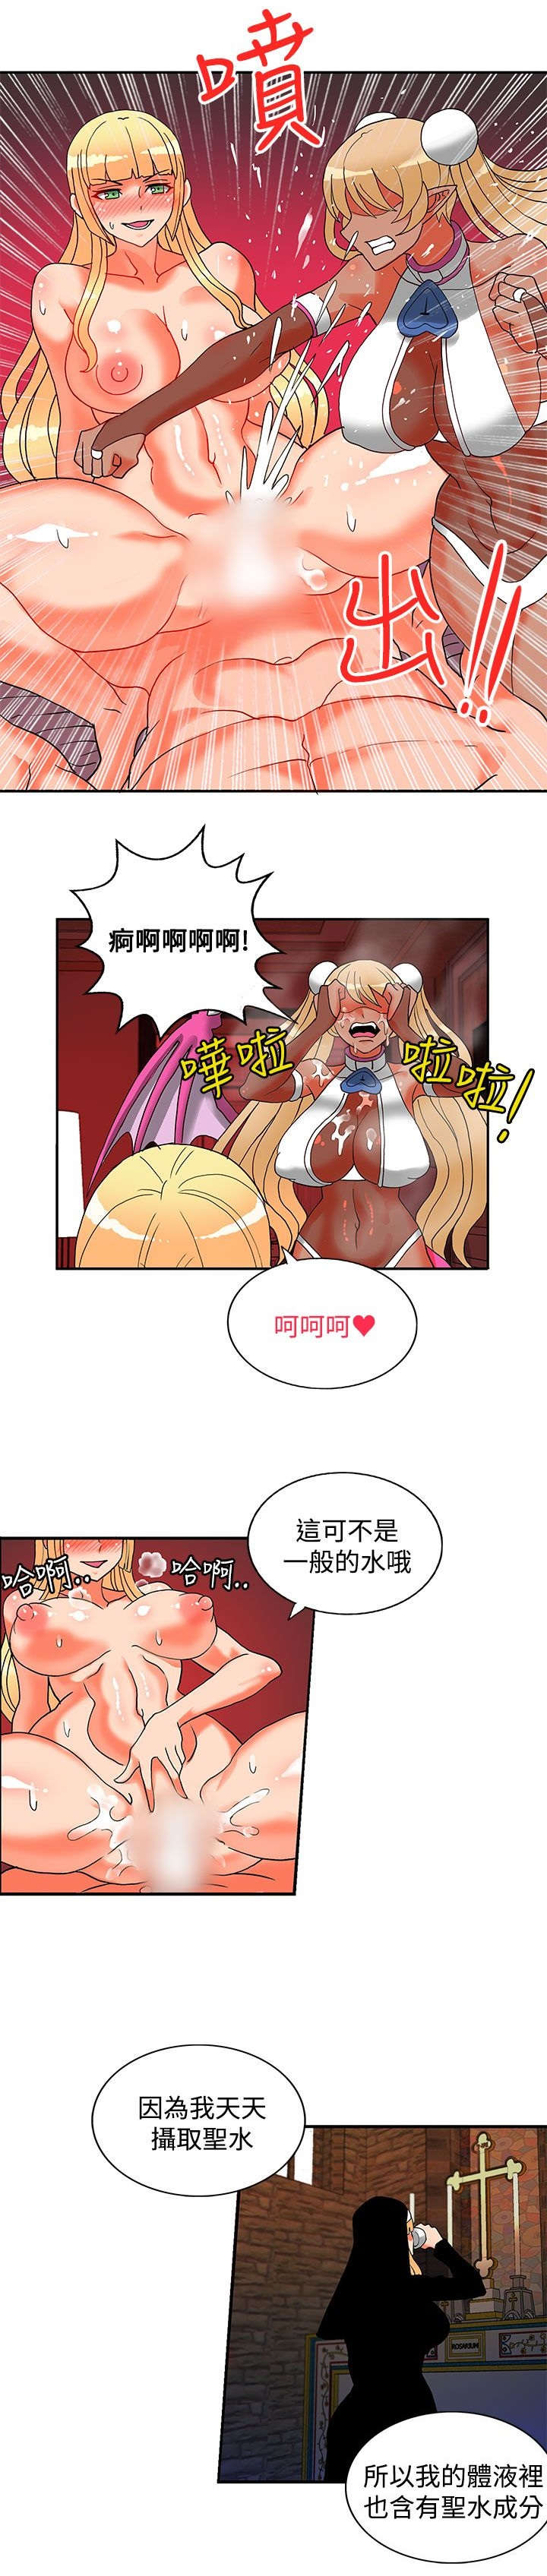 噴
出!!
痾啊啊啊啊!
嘩啦
啦啦!
呵呵呵♥
這可不是
一般的水哦
哈啊..
哈啊..
因為我天天
攝取聖水
ROSARIUM
所以我的體液裡
也含有聖水成分